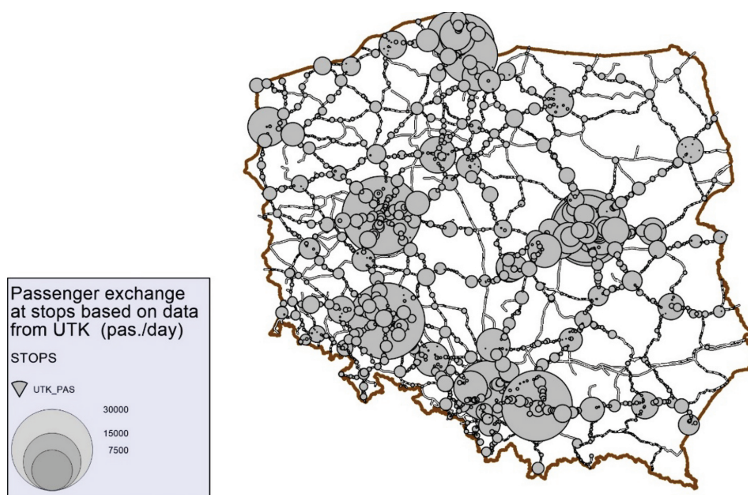 Passenger exchange
at stops based on data
from UTK (pas./day)
STOPS
UTK_PAS
30000
15000
7500